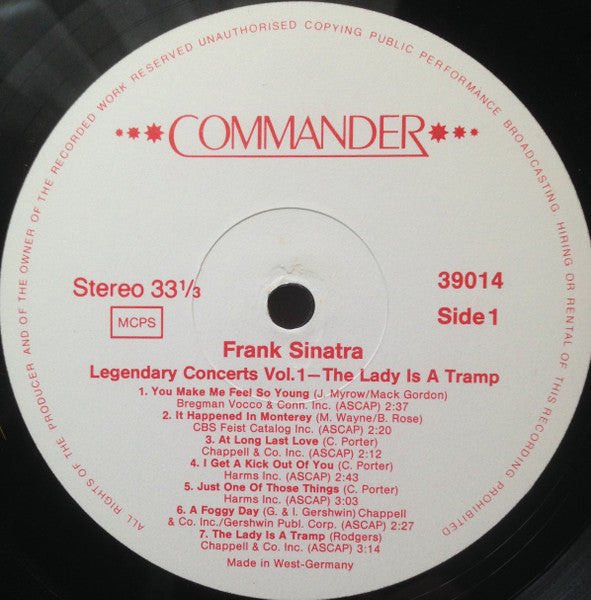 ALL RIGHTS OF THE PRODUCER AND OF THE OWNER OF THE RECORDED WORK RESERVED UNAUTHORISED COPYING PUBLIC PERFORMANCE BROADCASTING HIRING OR RENTAL OF THIS RECORDING PROHIBITED
COMMANDER
Stereo 33⅓
39014
MCPS
Side 1
Frank Sinatra
Legendary Concerts Vol.1—The Lady Is A Tramp
1. You Make Me Feel So Young (J. Myrow/Mack Gordon)
Bregman Vocco & Conn. Inc. (ASCAP) 2:37
2. It Happened In Monterey (M. Wayne/B. Rose)
CBS Feist Catalog Inc. (ASCAP) 2:20
3. At Long Last Love (C. Porter)
Chappell & Co. Inc. (ASCAP) 2:12
4. I Get A Kick Out Of You (C. Porter)
Harms Inc. (ASCAP) 2:43
5. Just One Of Those Things (C. Porter)
Harms Inc. (ASCAP) 3:03
6. A Foggy Day (G. & I. Gershwin) Chappell
& Co. Inc./Gershwin Publ. Corp. (ASCAP) 2:27
7. The Lady Is A Tramp (Rodgers)
Chappell & Co. Inc. (ASCAP) 3:14
Made in West-Germany